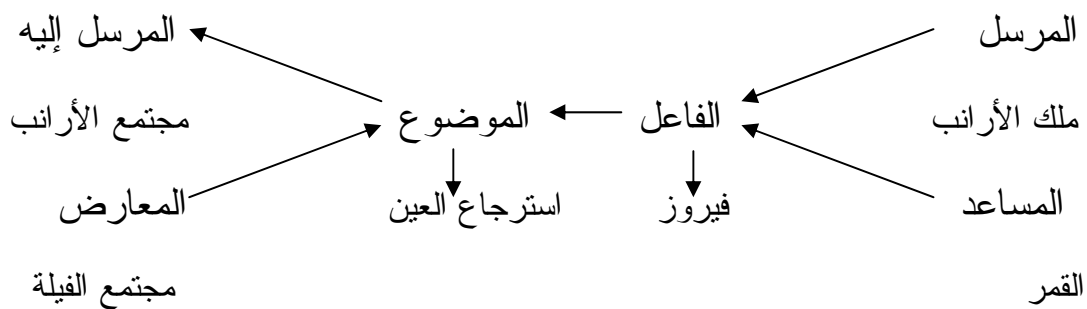 المرسل المرسل إليه
ملك الأرانب الفاعل الموضوع مجتمع الأرانب
المساعد فيروز استرجاع العين المعارض
القمر مجتمع الفيلة